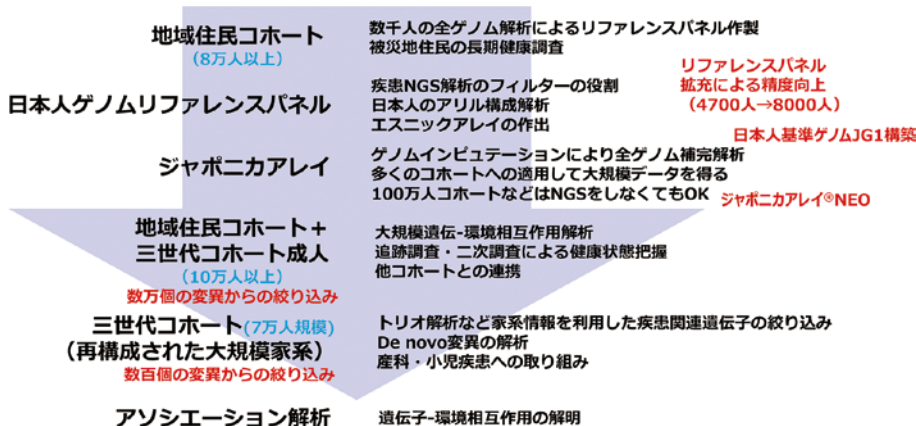 地域住民コホート
(8万人以上)
数千人の全ゲノム解析によるリファレンスパネル作製
被災地住民の長期健康調査
日本人ゲノムリファレンスパネル
疾患NGS解析のフィルターの役割
日本人のアリル構成解析
エスニックアレイの作出
リファレンスパネル
拡充による精度向上
(4700人→8000人)
日本人基準ゲノムJG1構築
ジャポニカアレイ
ゲノムインピュテーションにより全ゲノム補完解析
多くのコホートへの適用して大規模データを得る
100万人コホートなどはNGSをしなくてもOK
ジャポニカアレイ®NEO
地域住民コホート＋
三世代コホート成人
(10万人以上)
数万個の変異からの絞り込み
大規模遺伝-環境相互作用解析
追跡調査・二次調査による健康状態把握
他コホートとの連携
三世代コホート(7万人規模)
（再構成された大規模家系）
数百個の変異からの絞り込み
トリオ解析など家系情報を利用した疾患関連遺伝子の絞り込み
De novo変異の解析
産科・小児疾患への取り組み
アソシエーション解析
遺伝子-環境相互作用の解明